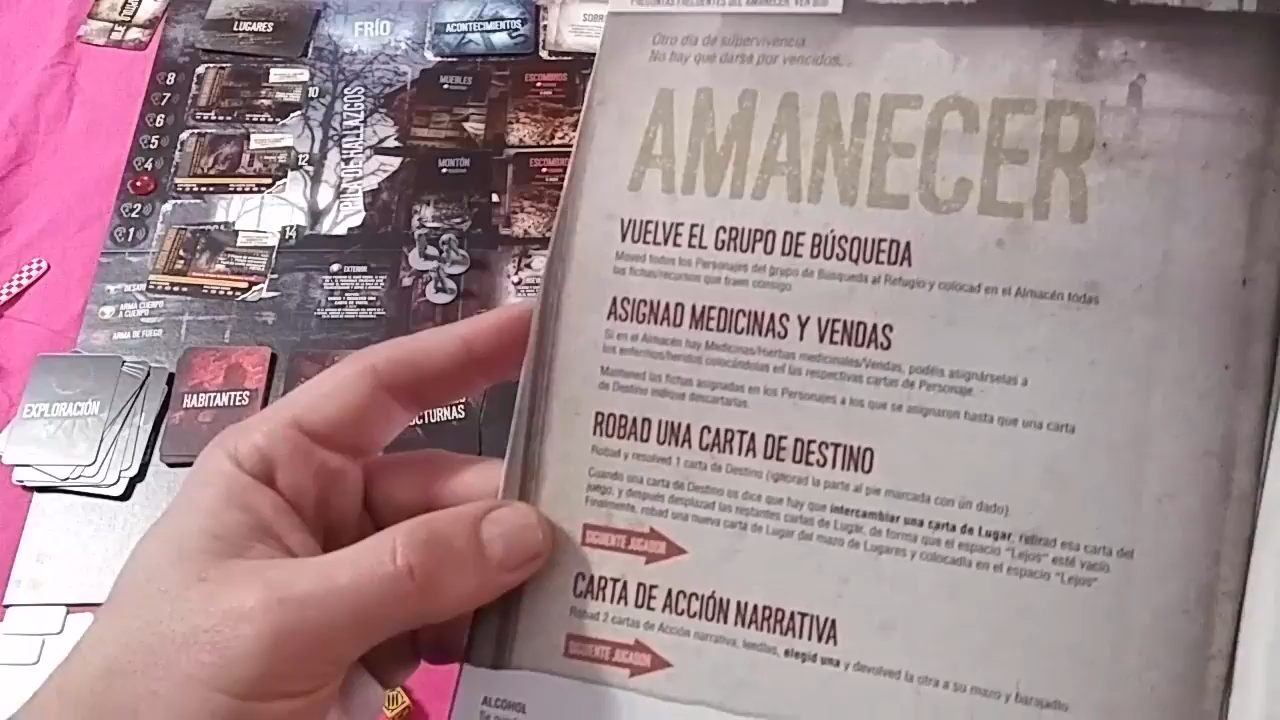 PREGUNTAS FRECUENTES DEL AMANECER
Otro día de supervivencia.
No hay que darse por vencidos...
AMANECER
VUELVE EL GRUPO DE BÚSQUEDA
Moved todos los Personajes del grupo de Búsqueda al Refugio y colocad en el Almacén todas
las fichas/recursos que traen consigo.
ASIGNAD MEDICINAS Y VENDAS
Si en el Almacén hay Medicinas/Hierbas medicinales/Vendas, podéis asignárselas a
los enfermos/heridos colocándolas en las respectivas cartas de Personaje.
Mantened las fichas asignadas en los Personajes a los que se asignaron hasta que una carta
de Destino indique descartarlas.
ROBAD UNA CARTA DE DESTINO
Robad y resolved 1 carta de Destino (ignorad la parte al pie marcada con un dado).
Cuando una carta de Destino os dice que hay que intercambiar una carta de Lugar, retirad esa carta del
juego, y después desplazad las restantes cartas de Lugar, de forma que el espacio "Lejos" esté vacío.
Finalmente, robad una nueva carta de Lugar del mazo de Lugares y colocadla en el espacio "Lejos".
SIGUIENTE JUGADOR
CARTA DE ACCIÓN NARRATIVA
Robad 2 cartas de Acción narrativa, leedlas, elegid una y devolved la otra a su mazo y barajadlo.
SIGUIENTE JUGADOR
ALCOHOL
LUGARES
FRÍO
ACONTECIMIENTOS
SOBR
8
7
6
5
4
2
1
10
12
14
PILA DE HALLAZGOS
MUEBLES
ESCOMBROS
MONTÓN
ESCOMBRO
EXTERIOR
ARMA CUERPO
A CUERPO
ARMA DE FUEGO
EXPLORACIÓN
HABITANTES
CTURNAS